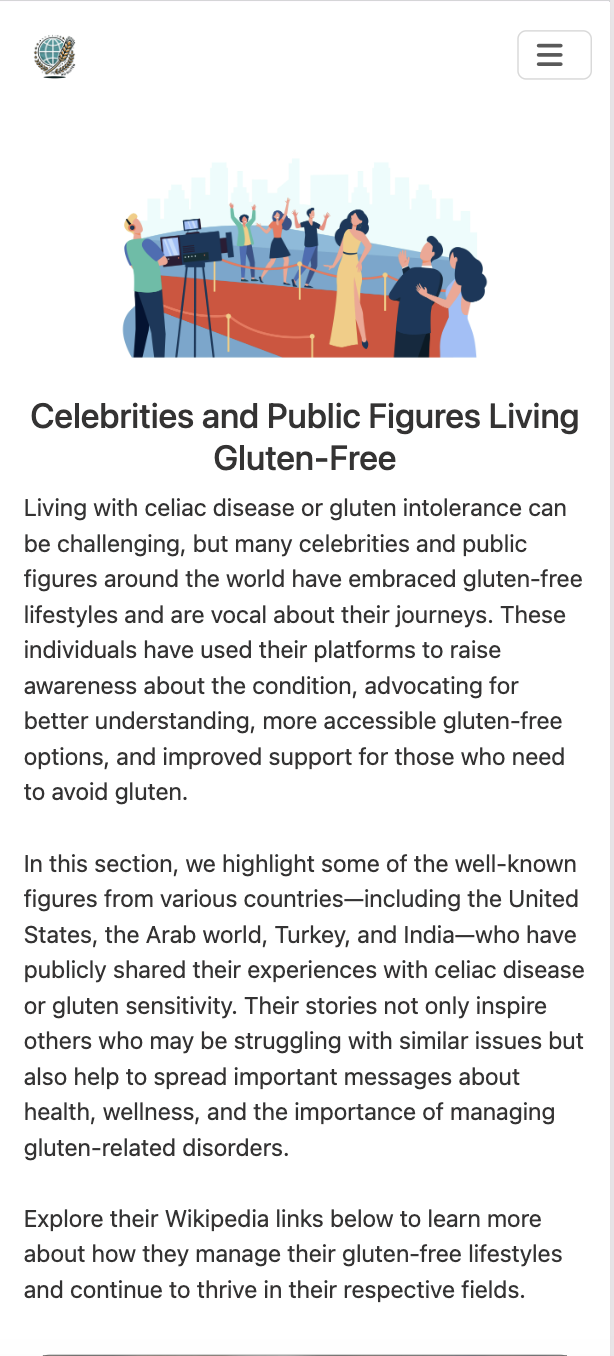 Celebrities and Public Figures Living
Gluten-Free
Living with celiac disease or gluten intolerance can
be challenging, but many celebrities and public
figures around the world have embraced gluten-free
lifestyles and are vocal about their journeys. These
individuals have used their platforms to raise
awareness about the condition, advocating for
better understanding, more accessible gluten-free
options, and improved support for those who need
to avoid gluten.
In this section, we highlight some of the well-known
figures from various countries—including the United
States, the Arab world, Turkey, and India—who have
publicly shared their experiences with celiac disease
or gluten sensitivity. Their stories not only inspire
others who may be struggling with similar issues but
also help to spread important messages about
health, wellness, and the importance of managing
gluten-related disorders.
Explore their Wikipedia links below to learn more
about how they manage their gluten-free lifestyles
and continue to thrive in their respective fields.